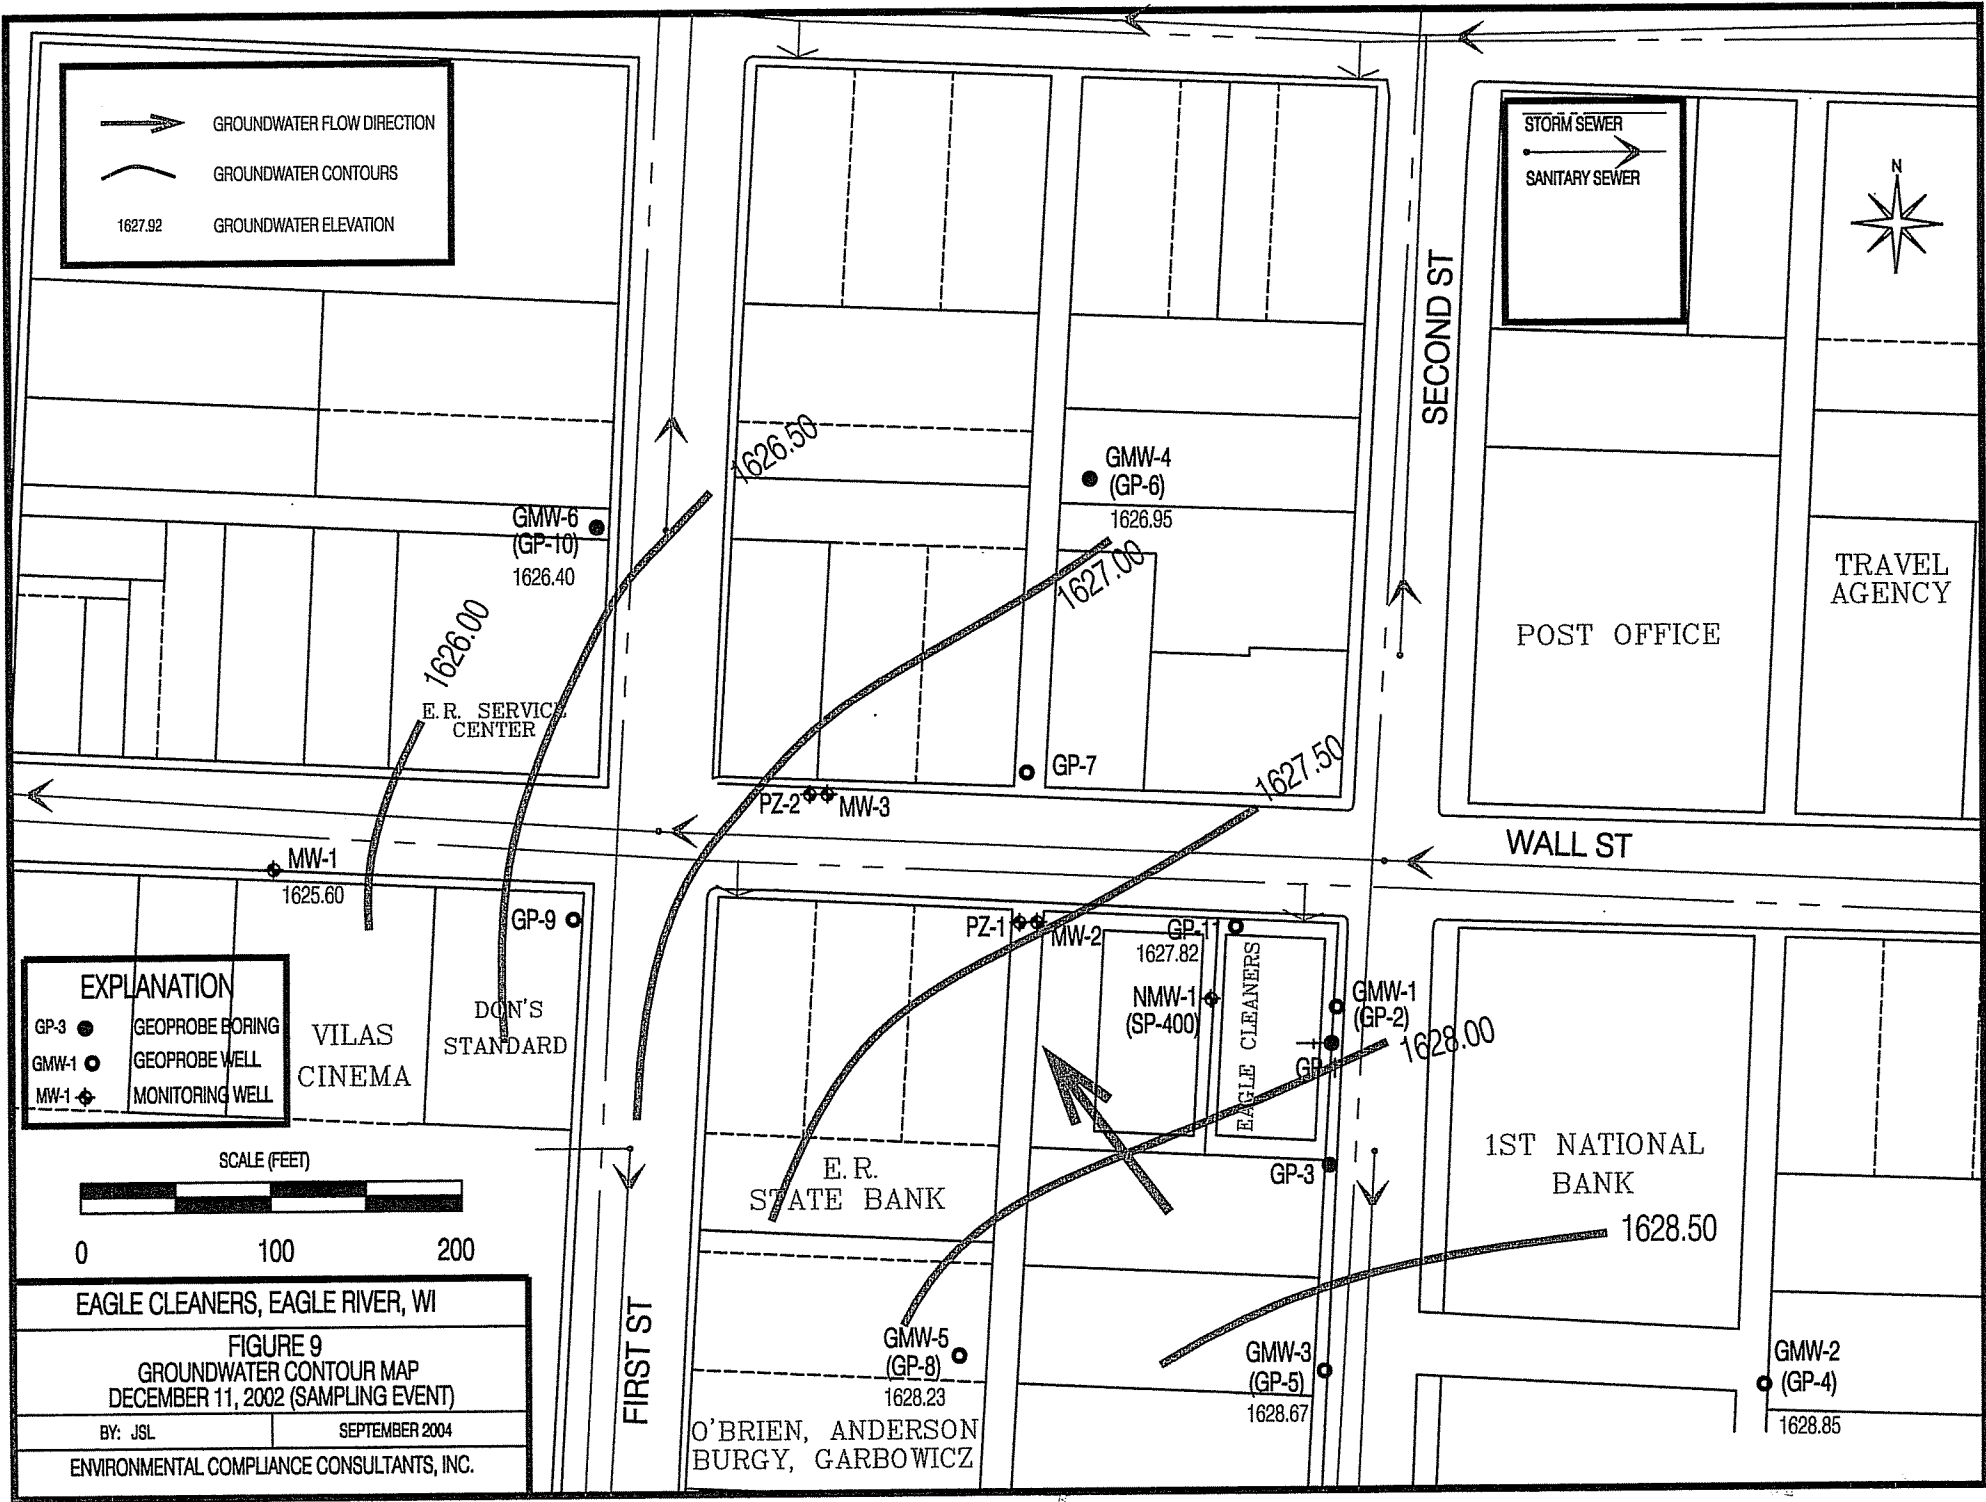 GROUNDWATER FLOW DIRECTION
GROUNDWATER CONTOURS
1627.92 GROUNDWATER ELEVATION
STORM SEWER
SANITARY SEWER
N
SECOND ST
1626.50
GMW-4
(GP-6)
1626.95
GMW-6
(GP-10)
1626.40
1627.00
TRAVEL
AGENCY
POST OFFICE
1626.00
E.R. SERVICE
CENTER
GP-7
1627.50
PZ-2
MW-3
WALL ST
MW-1
1625.60
GP-9
PZ-1
MW-2
GP-11
1627.82
NMW-1
(SP-400)
EAGLE CLEANERS
GMW-1
(GP-2)
1628.00
EXPLANATION
GP-3 GEOPROBE BORING
GMW-1 GEOPROBE WELL
MW-1 MONITORING WELL
VILAS
CINEMA
DON'S
STANDARD
GP-3
1ST NATIONAL
BANK
E.R.
STATE BANK
1628.50
SCALE (FEET)
0 100 200
FIRST ST
GMW-5
(GP-8)
1628.23
GMW-3
(GP-5)
1628.67
GMW-2
(GP-4)
1628.85
O'BRIEN, ANDERSON
BURGY, GARBOWICZ
EAGLE CLEANERS, EAGLE RIVER, WI
FIGURE 9
GROUNDWATER CONTOUR MAP
DECEMBER 11, 2002 (SAMPLING EVENT)
BY: JSL SEPTEMBER 2004
ENVIRONMENTAL COMPLIANCE CONSULTANTS, INC.